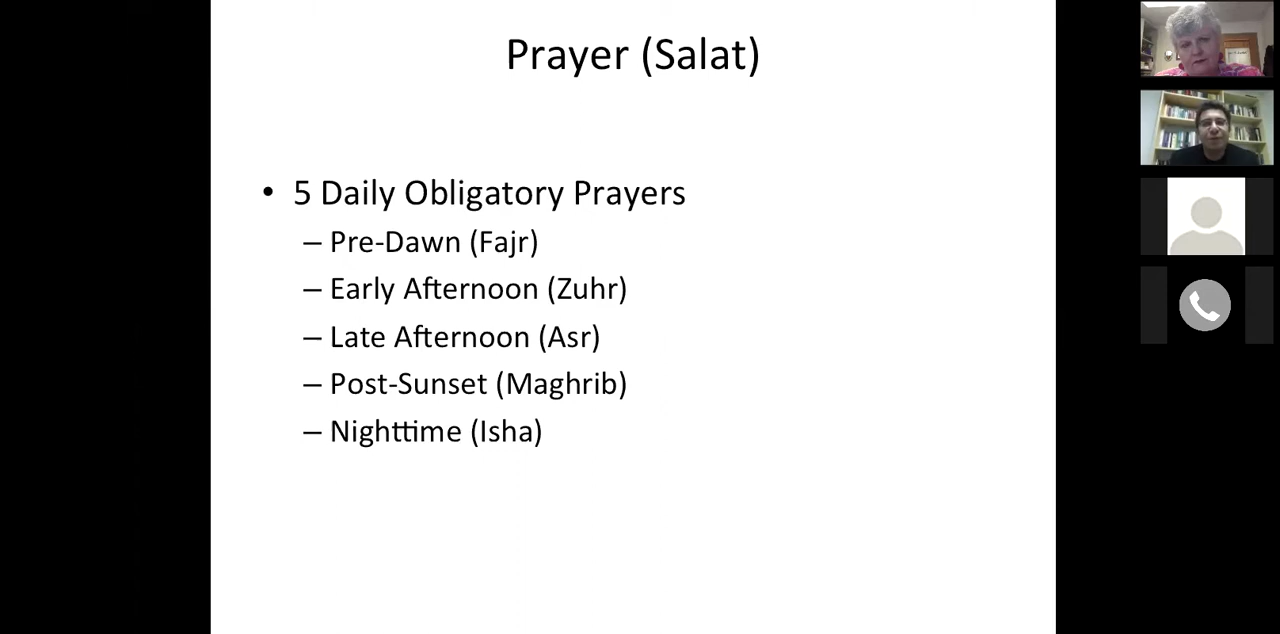 Prayer (Salat)
• 5 Daily Obligatory Prayers
– Pre-Dawn (Fajr)
– Early Afternoon (Zuhr)
– Late Afternoon (Asr)
– Post-Sunset (Maghrib)
– Nighttime (Isha)